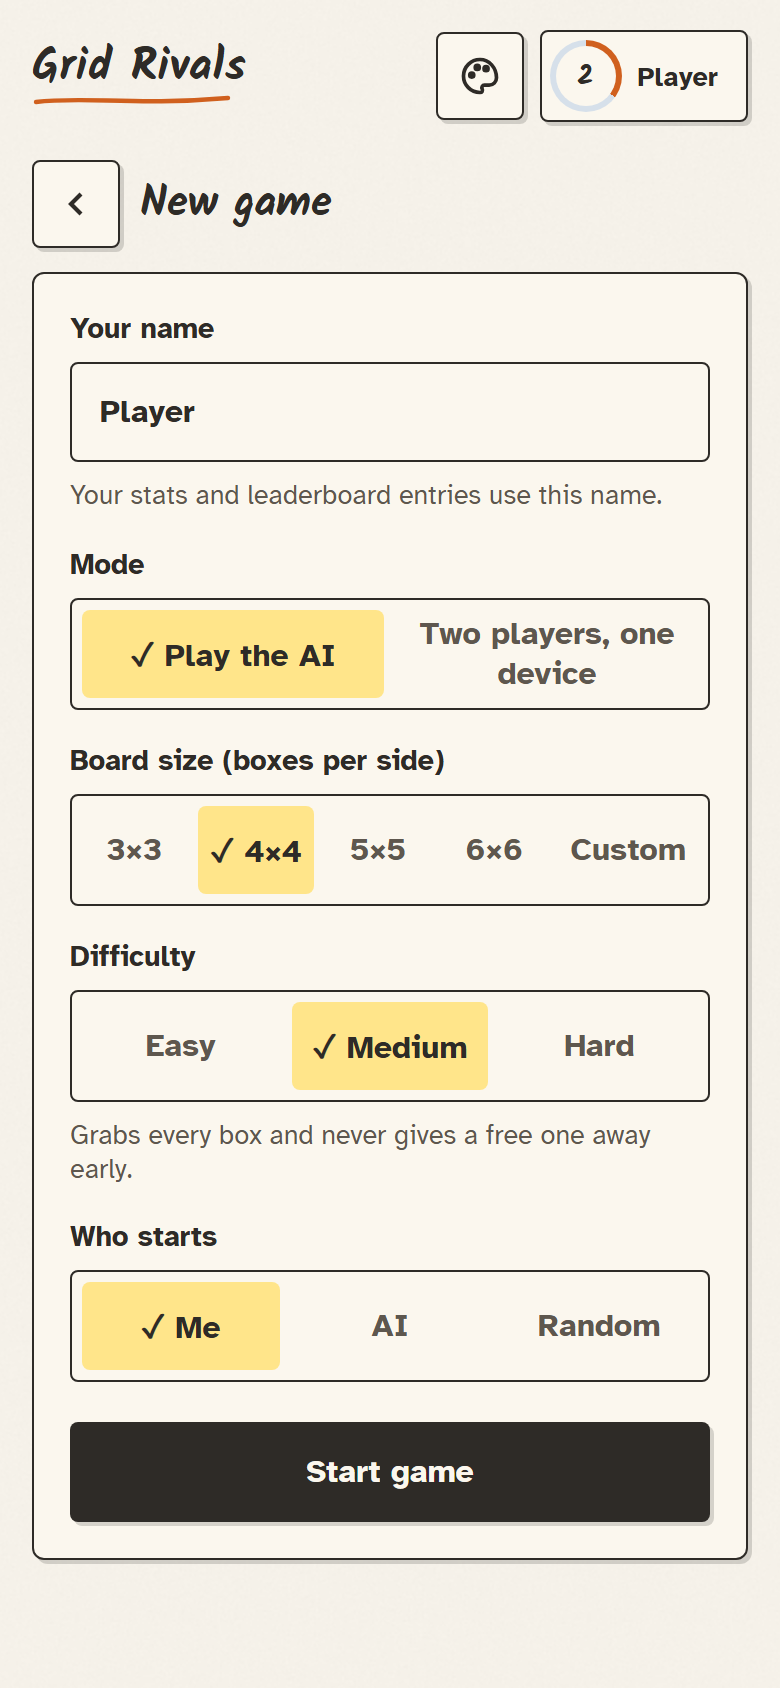 Grid Rivals
2 Player
New game
Your name
Player
Your stats and leaderboard entries use this name.
Mode
✓ Play the AI
Two players, one
device
Board size (boxes per side)
3×3 ✓ 4×4 5×5 6×6 Custom
Difficulty
Easy ✓ Medium Hard
Grabs every box and never gives a free one away
early.
Who starts
✓ Me AI Random
Start game